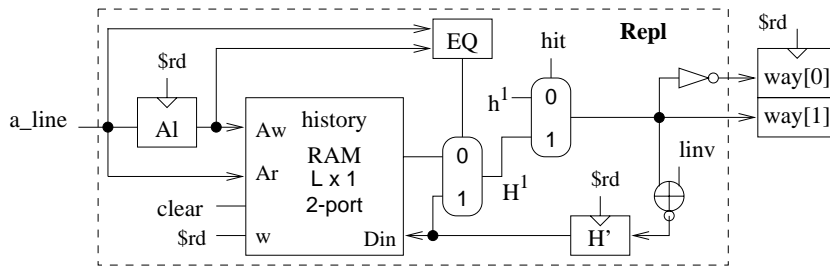 EQ
hit
Repl
$rd
$rd
h¹
0
1
way[0]
way[1]
a_line
Al
Aw
history
RAM
L x 1
2-port
Ar
0
1
H¹
linv
clear
$rd
w
Din
$rd
H'